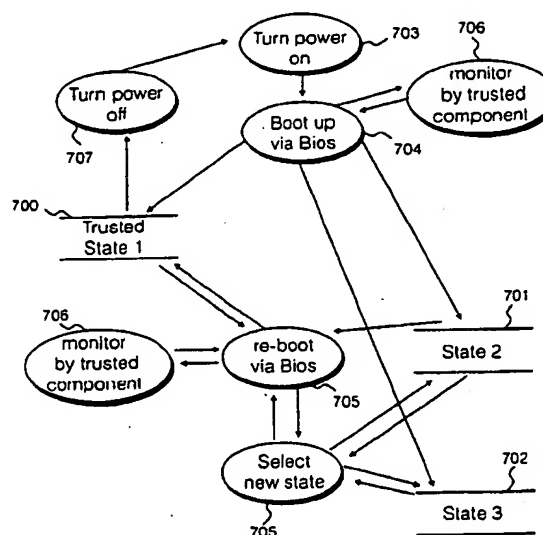 Turn power
on
703
706
monitor
by trusted
component
Turn power
off
707
Boot up
via Bios
704
700
Trusted
State 1
701
State 2
706
monitor
by trusted
component
re-boot
via Bios
705
Select
new state
705
702
State 3